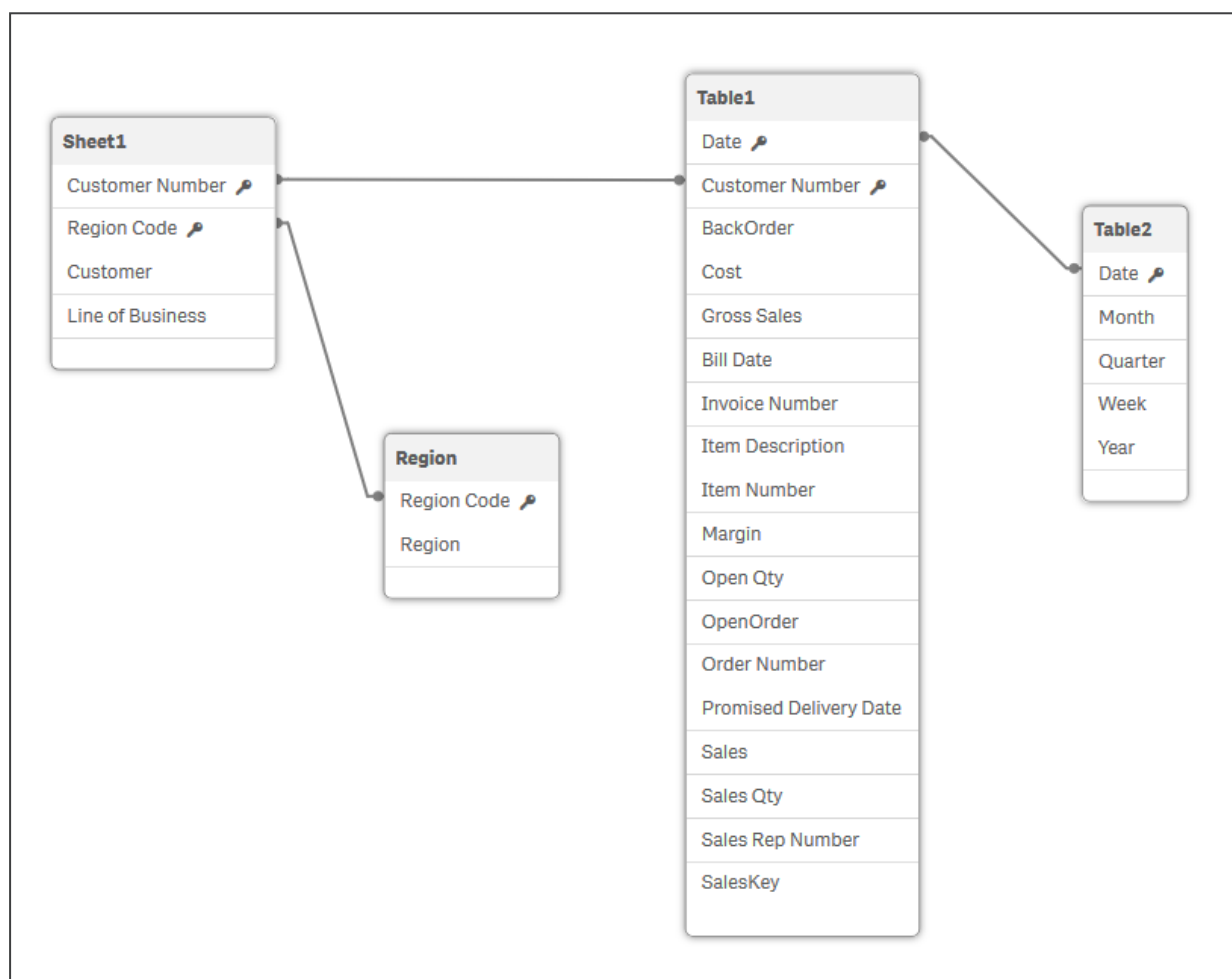 Sheet1
Customer Number
Region Code
Customer
Line of Business
Region
Region Code
Region
Table1
Date
Customer Number
BackOrder
Cost
Gross Sales
Bill Date
Invoice Number
Item Description
Item Number
Margin
Open Qty
OpenOrder
Order Number
Promised Delivery Date
Sales
Sales Qty
Sales Rep Number
SalesKey
Table2
Date
Month
Quarter
Week
Year